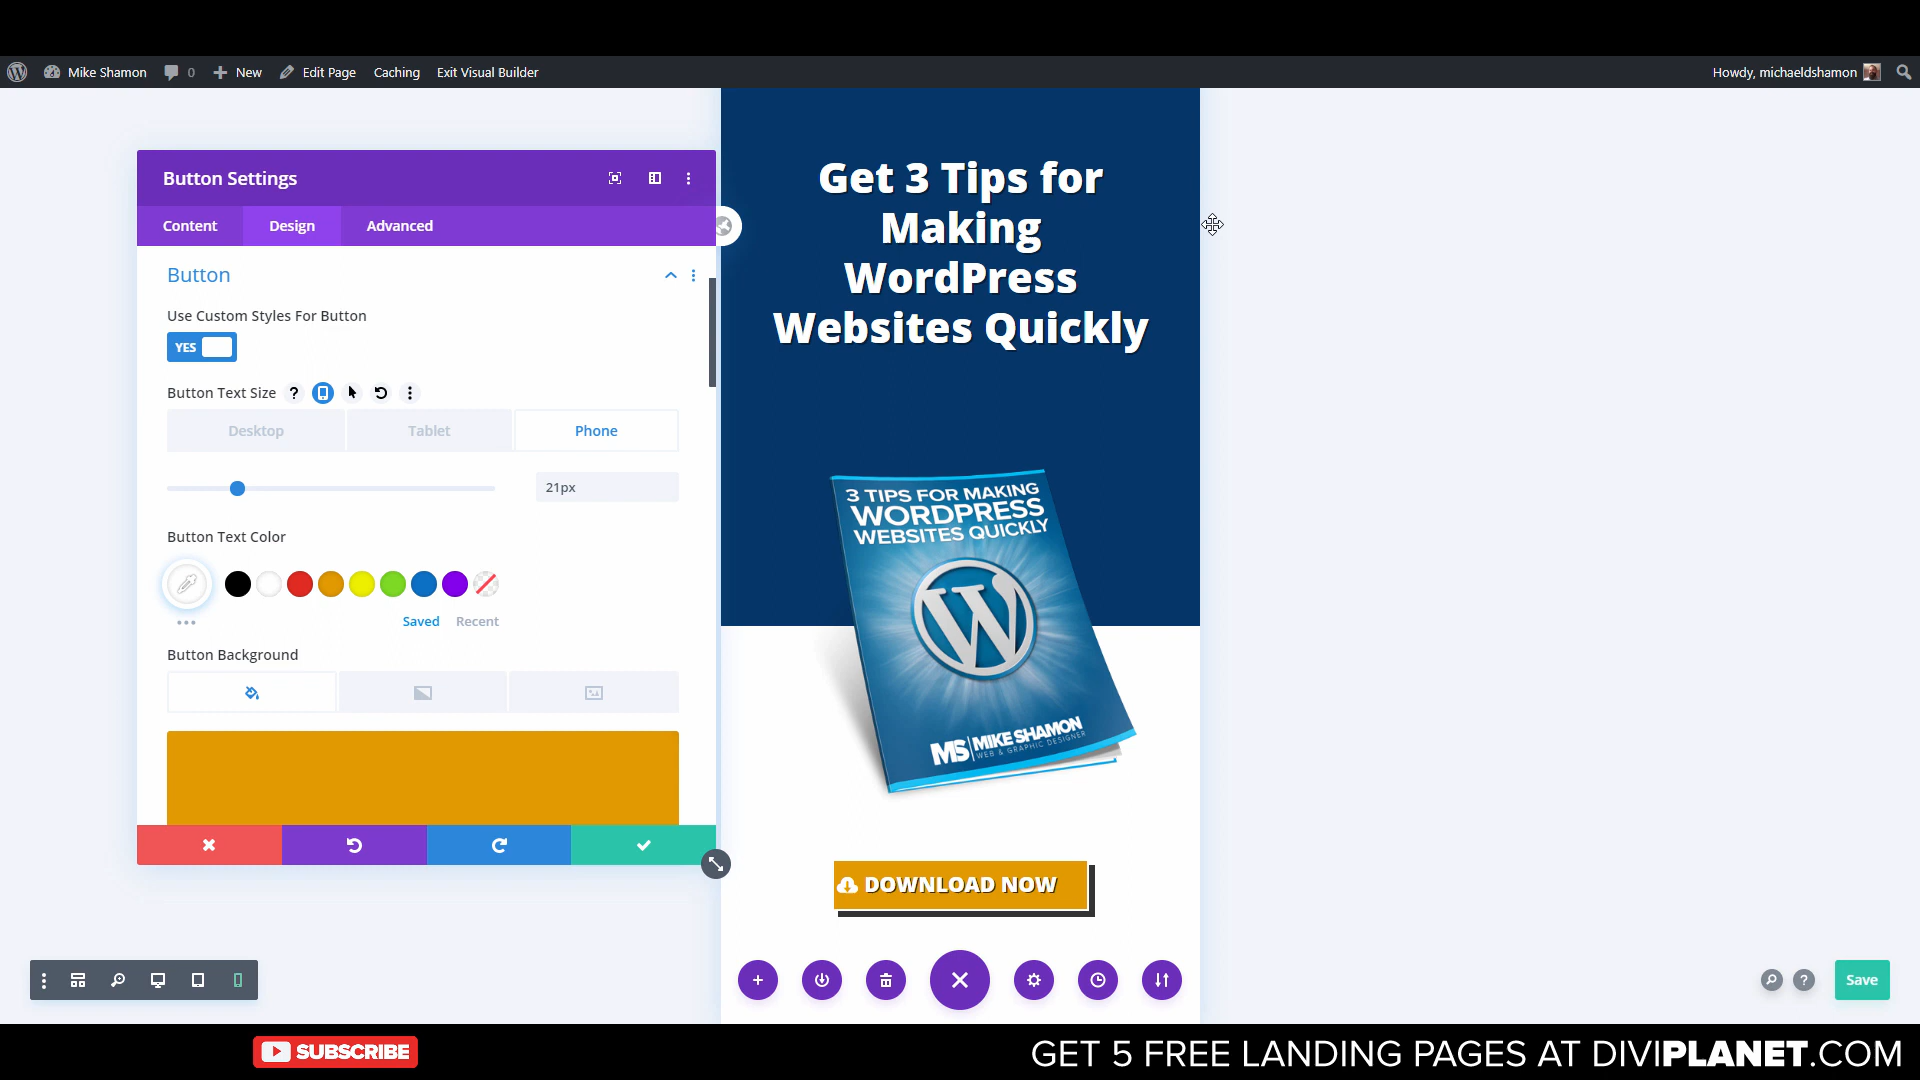 Mike Shamon
0
New
Edit Page
Caching
Exit Visual Builder
Howdy, michaeldshamon
Button Settings
Content
Design
Advanced
Button
Use Custom Styles For Button
YES
Button Text Size
?
Desktop
Tablet
Phone
21px
Button Text Color
Saved
Recent
Button Background
Get 3 Tips for
Making
WordPress
Websites Quickly
3 TIPS FOR MAKING
WORDPRESS
WEBSITES QUICKLY
MS MIKE SHAMON
WEB & GRAPHIC DESIGNER
DOWNLOAD NOW
?
Save
SUBSCRIBE
GET 5 FREE LANDING PAGES AT DIVIPLANET.COM